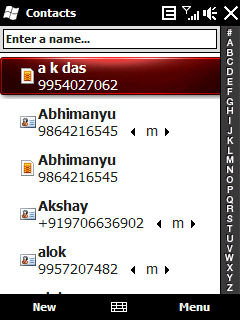 Contacts
Enter a name...
a k das
9954027062
Abhimanyu
9864216545 m
Abhimanyu
9864216545
Akshay
+919706636902 m
alok
9957207482 m
#
A
B
C
D
E
F
G
H
I
J
K
L
M
N
O
P
Q
R
S
T
U
V
W
X
Y
Z
New
Menu